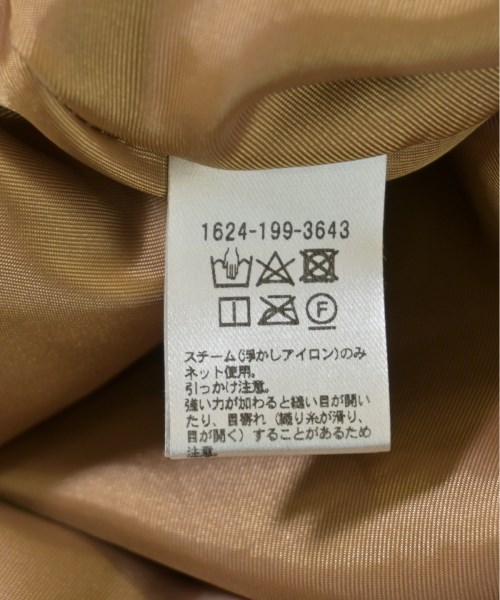 1624-199-3643
F
スチーム(浮かしアイロン)のみ
ネット使用。
引っかけ注意。
強い力が加わると縫い目が開い
たり、目寄れ(織り糸が滑り、
目が開く)することがあるため
注意。